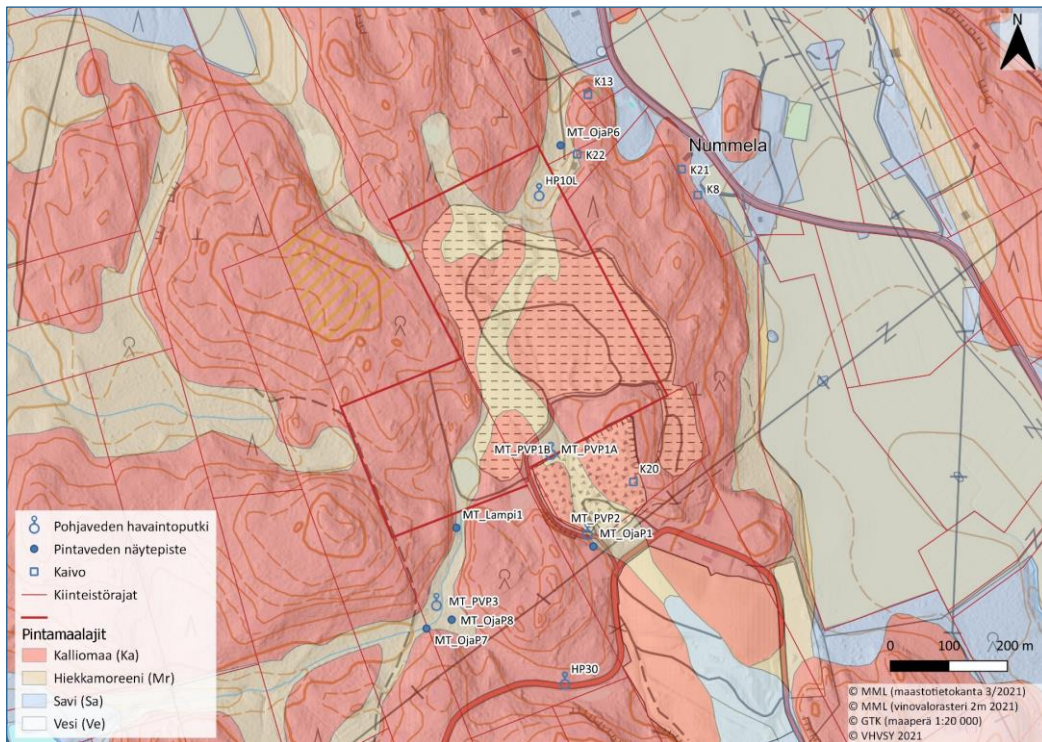 N
K13
MT_OjaP6
K22
Nummela
K21
K8
HP10L
MT_PVP1B
MT_PVP1A
K20
MT_PVP2
MT_OjaP1
MT_Lampi1
MT_PVP3
MT_OjaP8
MT_OjaP7
HP30
Pohjaveden havaintoputki
Pintaveden näytepiste
Kaivo
Kiinteistörajat
Pintamaalajit
Kalliomaa (Ka)
Hiekkamoreeni (Mr)
Savi (Sa)
Vesi (Ve)
0 100 200 m
© MML (maastotietokanta 3/2021)
© MML (vinovalorasteri 2m 2021)
© GTK (maaperä 1:20 000)
© VHVSY 2021